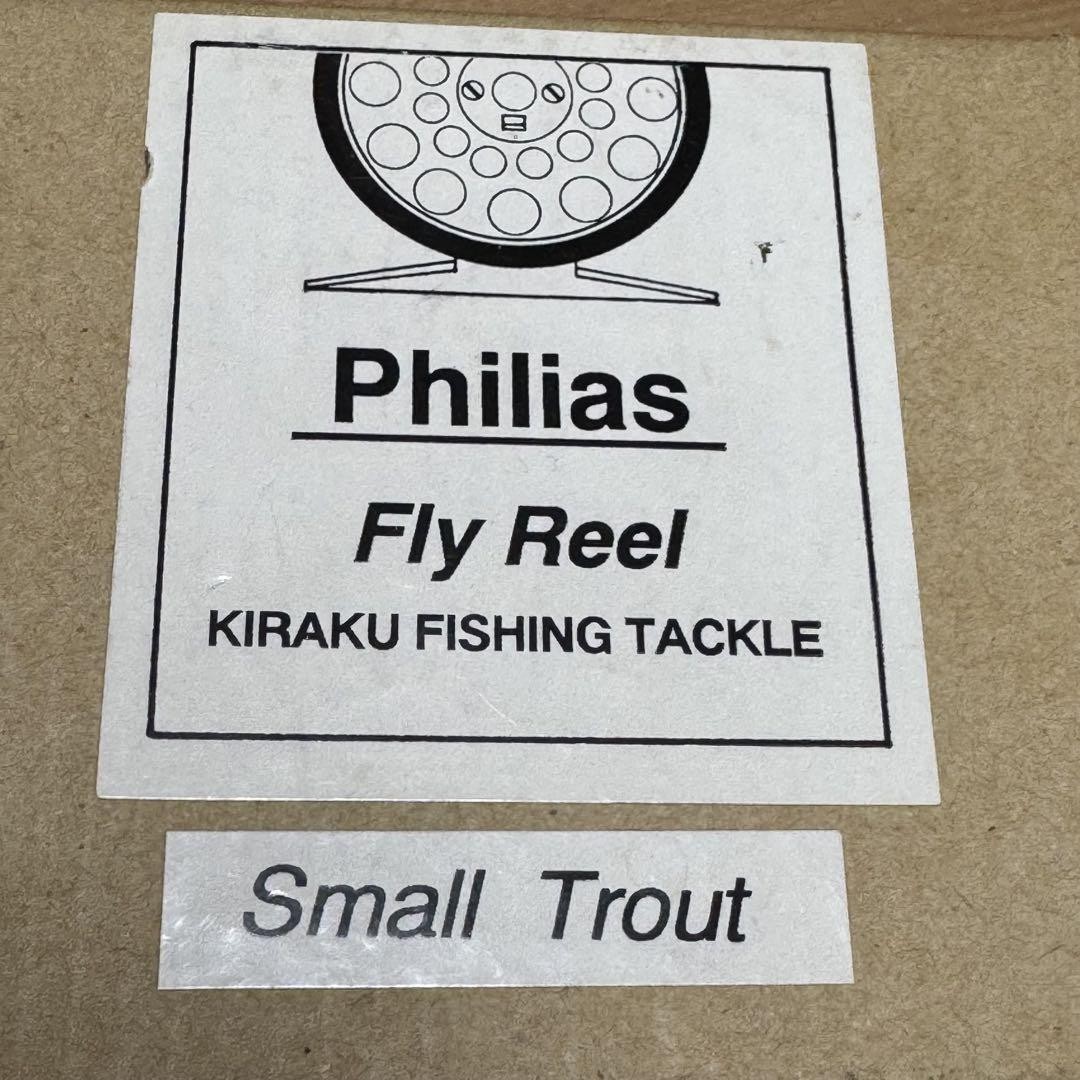 Philias
Fly Reel
KIRAKU FISHING TACKLE
Small Trout